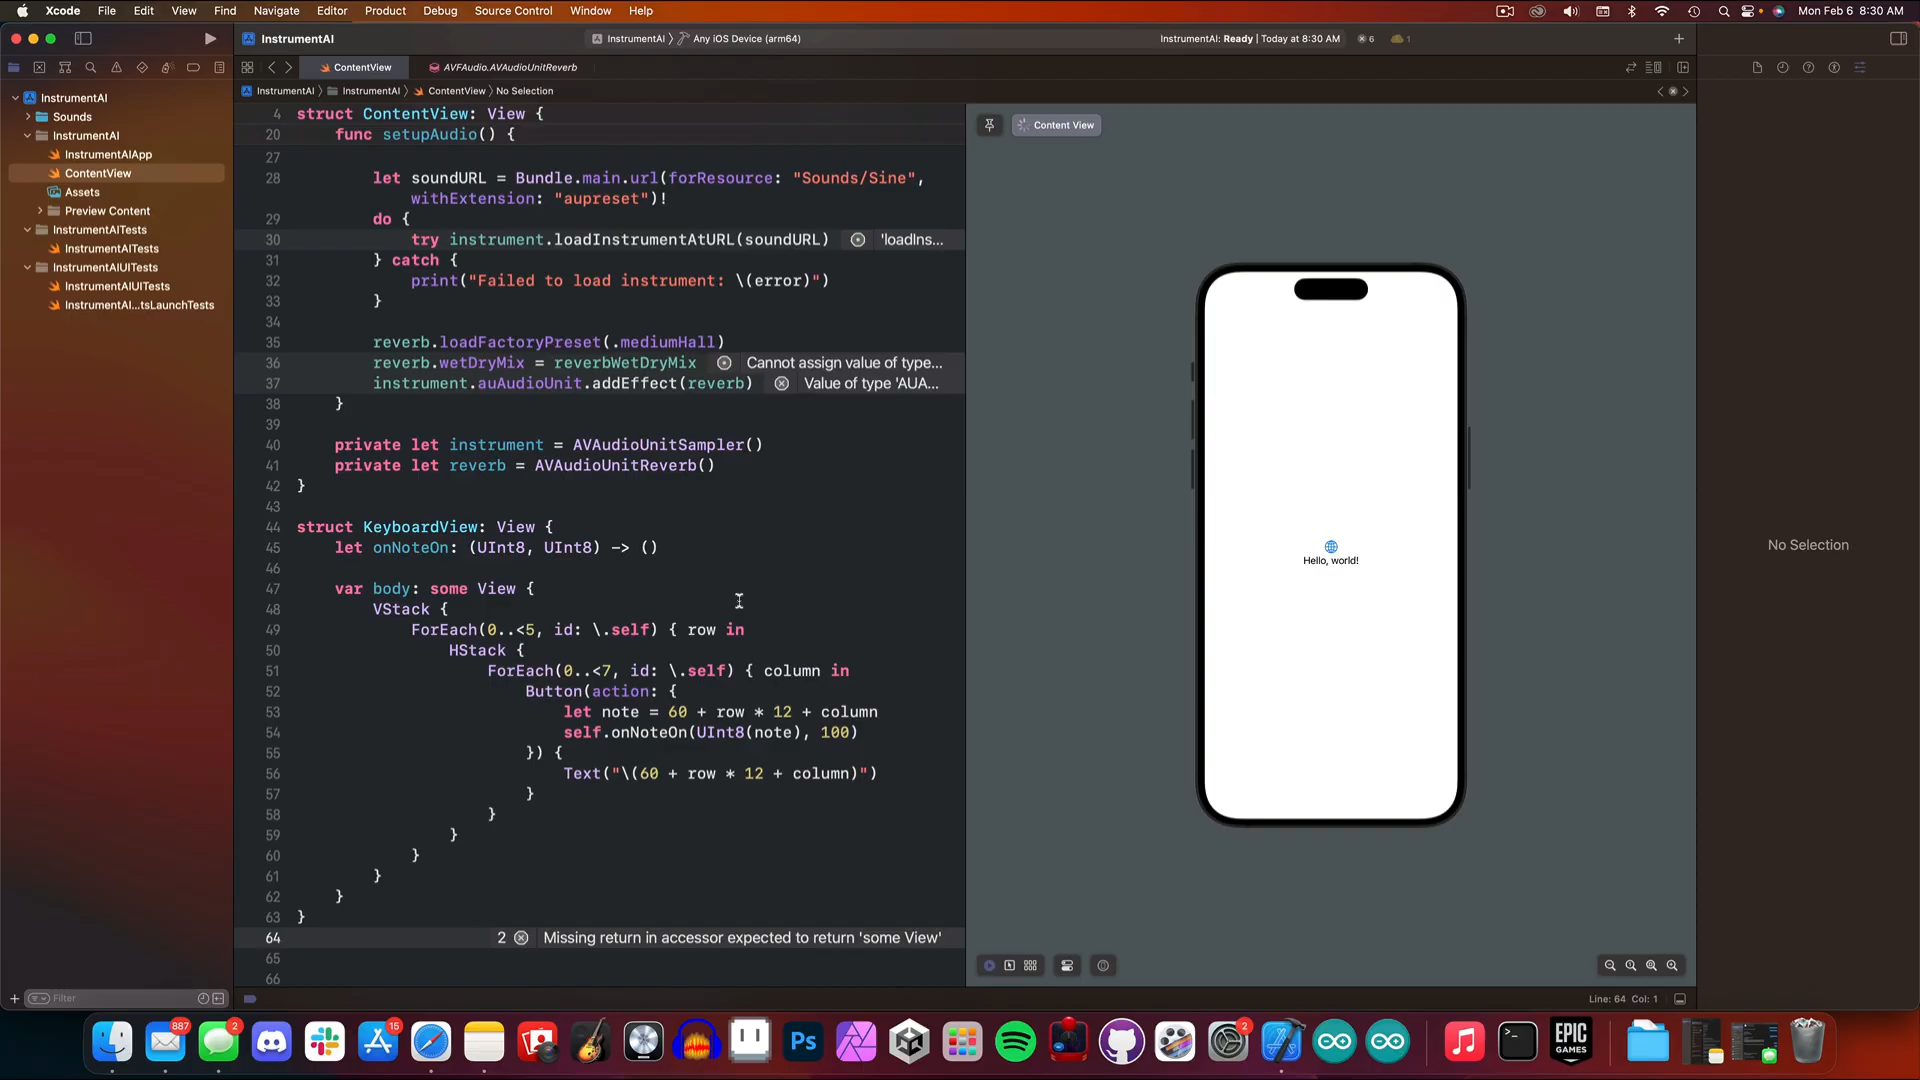 Xcode File Edit View Find Navigate Editor Product Debug Source Control Window Help
Mon Feb 6 8:30 AM
InstrumentAI
InstrumentAI 〉 Any iOS Device (arm64)
InstrumentAI: Ready | Today at 8:30 AM
6
1
ContentView
AVFAudio.AVAudioUnitReverb
InstrumentAI 〉 InstrumentAI 〉 ContentView 〉 No Selection
InstrumentAI
Sounds
InstrumentAI
InstrumentAIApp
ContentView
Assets
Preview Content
InstrumentAITests
InstrumentAITests
InstrumentAIUITests
InstrumentAIUITests
InstrumentAI...tsLaunchTests
Filter
4 struct ContentView: View {
20 func setupAudio() {
27
28 let soundURL = Bundle.main.url(forResource: "Sounds/Sine",
withExtension: "aupreset")!
29 do {
30 try instrument.loadInstrumentAtURL(soundURL) 'loadIns...
31 } catch {
32 print("Failed to load instrument: \(error)")
33 }
34
35 reverb.loadFactoryPreset(.mediumHall)
36 reverb.wetDryMix = reverbWetDryMix Cannot assign value of type...
37 instrument.auAudioUnit.addEffect(reverb) Value of type 'AUA...
38 }
39
40 private let instrument = AVAudioUnitSampler()
41 private let reverb = AVAudioUnitReverb()
42 }
43
44 struct KeyboardView: View {
45 let onNoteOn: (UInt8, UInt8) -> ()
46
47 var body: some View {
48 VStack {
49 ForEach(0..<5, id: \.self) { row in
50 HStack {
51 ForEach(0..<7, id: \.self) { column in
52 Button(action: {
53 let note = 60 + row * 12 + column
54 self.onNoteOn(UInt8(note), 100)
55 }) {
56 Text("\(60 + row * 12 + column)")
57 }
58 }
59 }
60 }
61 }
62 }
63 }
64 2 Missing return in accessor expected to return 'some View'
65
66
Content View
Hello, world!
No Selection
Line: 64 Col: 1
887
2
15
Ps
2
EPIC
GAMES